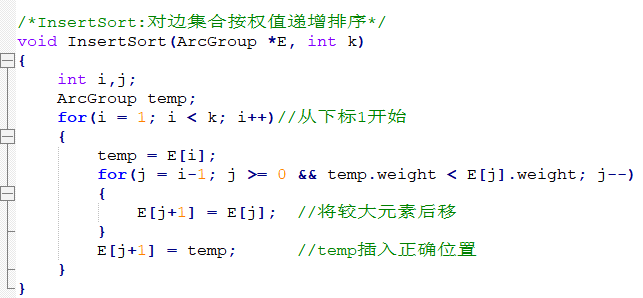 /*InsertSort:对边集合按权值递增排序*/
void InsertSort(ArcGroup *E, int k)
{
    int i,j;
    ArcGroup temp;
    for(i = 1; i < k; i++)//从下标1开始
    {
        temp = E[i];
        for(j = i-1; j >= 0 && temp.weight < E[j].weight; j--)
        {
            E[j+1] = E[j];  //将较大元素后移
        }
        E[j+1] = temp;      //temp插入正确位置
    }
}